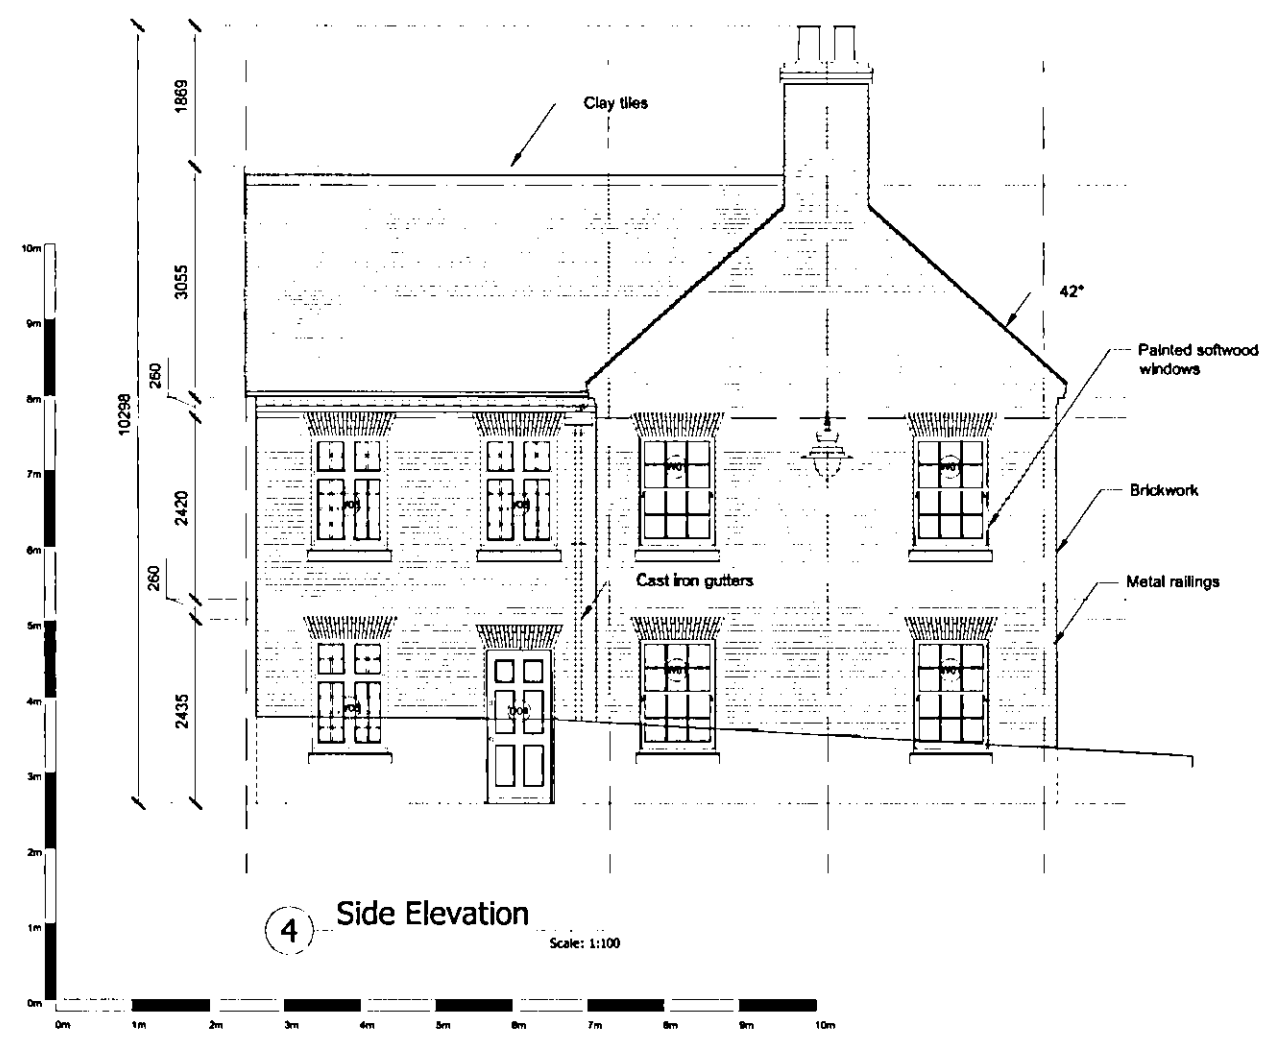 1869
Clay tiles
10m
3055
42°
9m
Painted softwood
windows
260
8m
10298
7m
Brickwork
2420
6m
260
Cast iron gutters
Metal railings
5m
2435
4m
3m
2m
4
Side Elevation
Scale: 1:100
1m
0m
0m
1m
2m
3m
4m
5m
6m
7m
8m
9m
10m